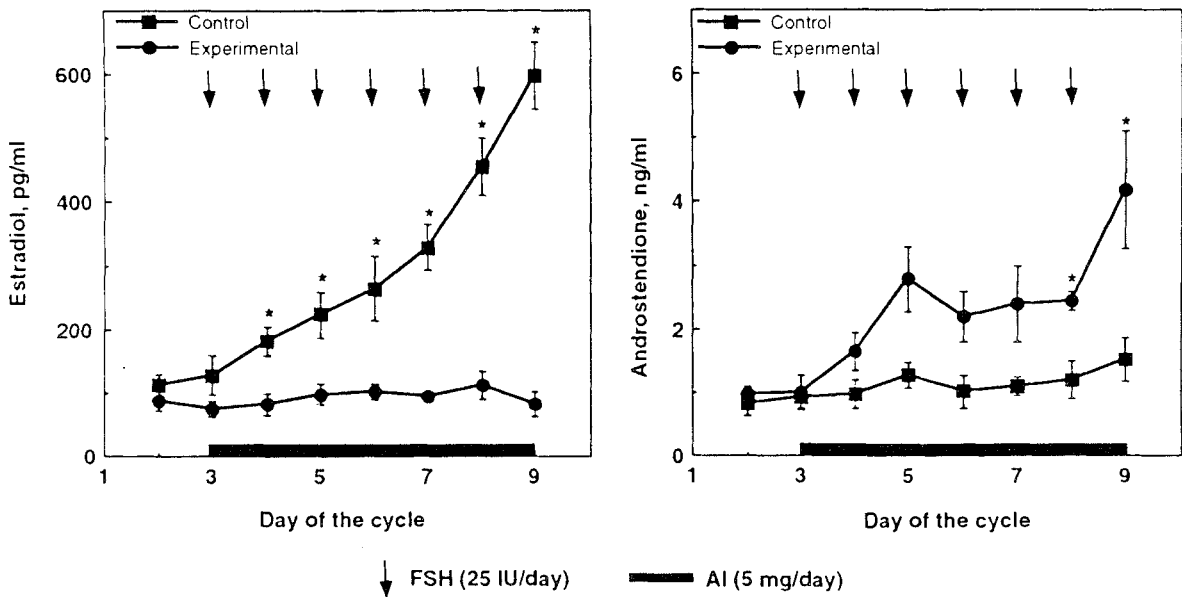 Control
Experimental
Estradiol, pg/ml
600
400
200
0
* * * * * *
1 3 5 7 9
Day of the cycle
Control
Experimental
Androstendione, ng/ml
6
4
2
0
* *
1 3 5 7 9
Day of the cycle
FSH (25 IU/day) AI (5 mg/day)